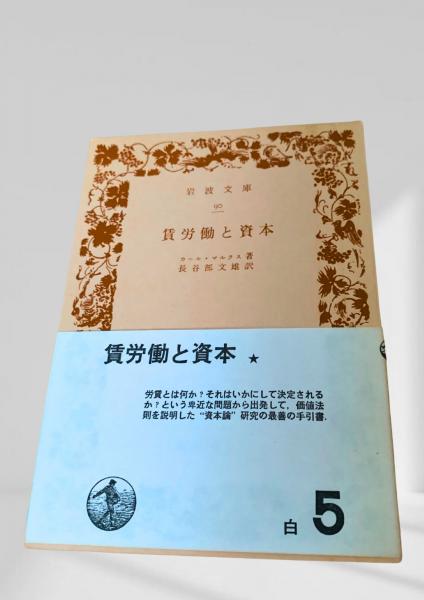 岩波文庫
90
賃労働と資本
カール・マルクス著
長谷部文雄訳
賃労働と資本 ★
労賃とは何か？それはいかにして決定される
か？という卑近な問題から出発して，価値法
則を説明した“資本論”研究の最善の手引書．
白 5